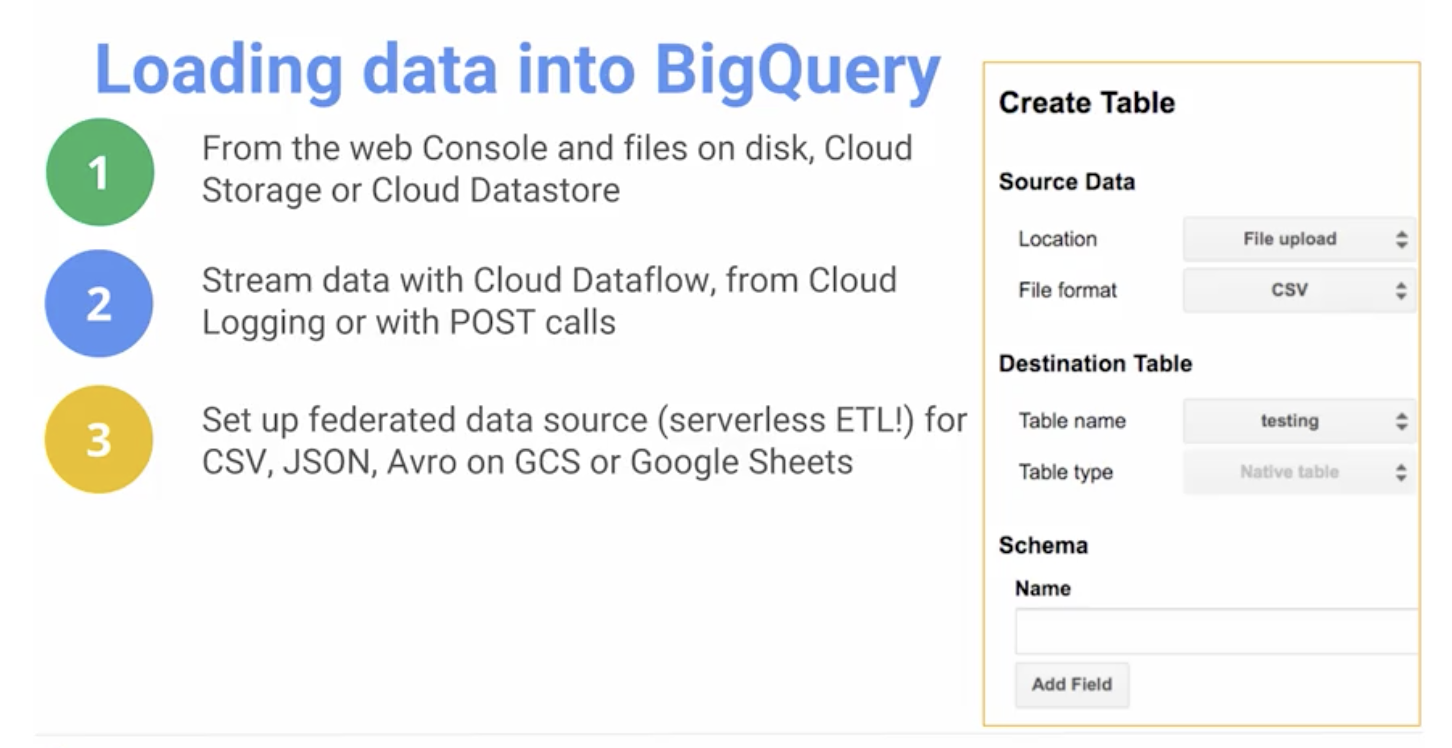 Loading data into BigQuery
1
From the web Console and files on disk, Cloud
Storage or Cloud Datastore
2
Stream data with Cloud Dataflow, from Cloud
Logging or with POST calls
3
Set up federated data source (serverless ETL!) for
CSV, JSON, Avro on GCS or Google Sheets
Create Table
Source Data
Location File upload
File format CSV
Destination Table
Table name testing
Table type Native table
Schema
Name
Add Field